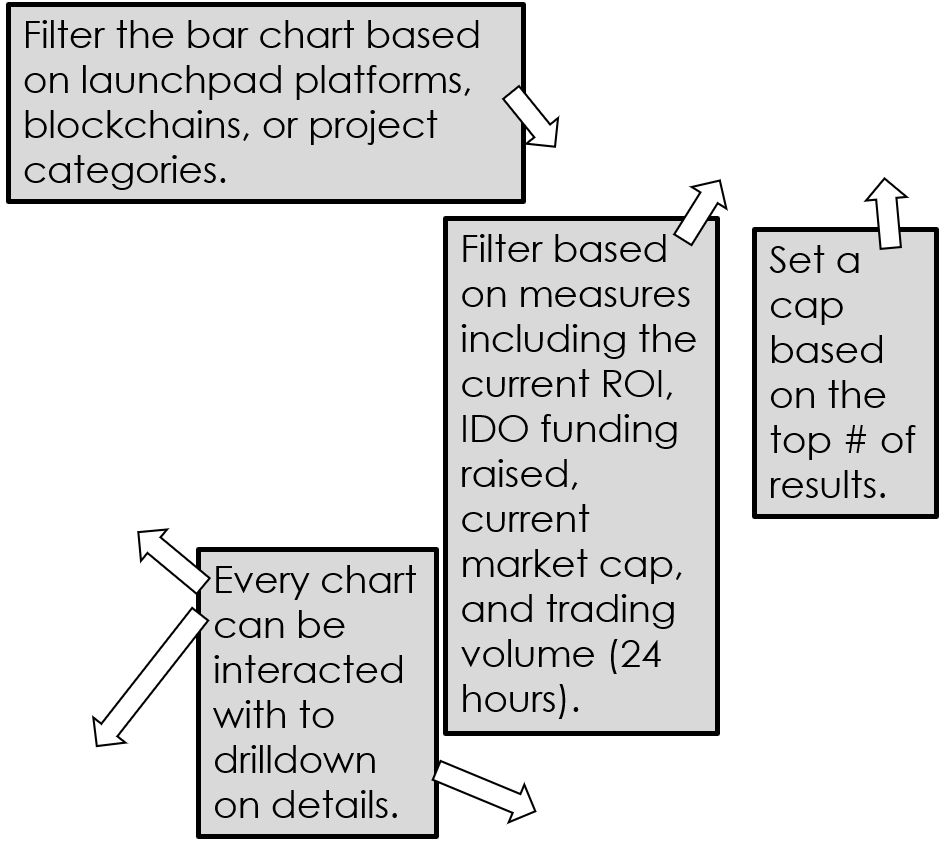 Filter the bar chart based
on launchpad platforms,
blockchains, or project
categories.
Filter based
on measures
including the
current ROI,
IDO funding
raised,
current
market cap,
and trading
volume (24
hours).
Set a
cap
based
on the
top # of
results.
Every chart
can be
interacted
with to
drilldown
on details.